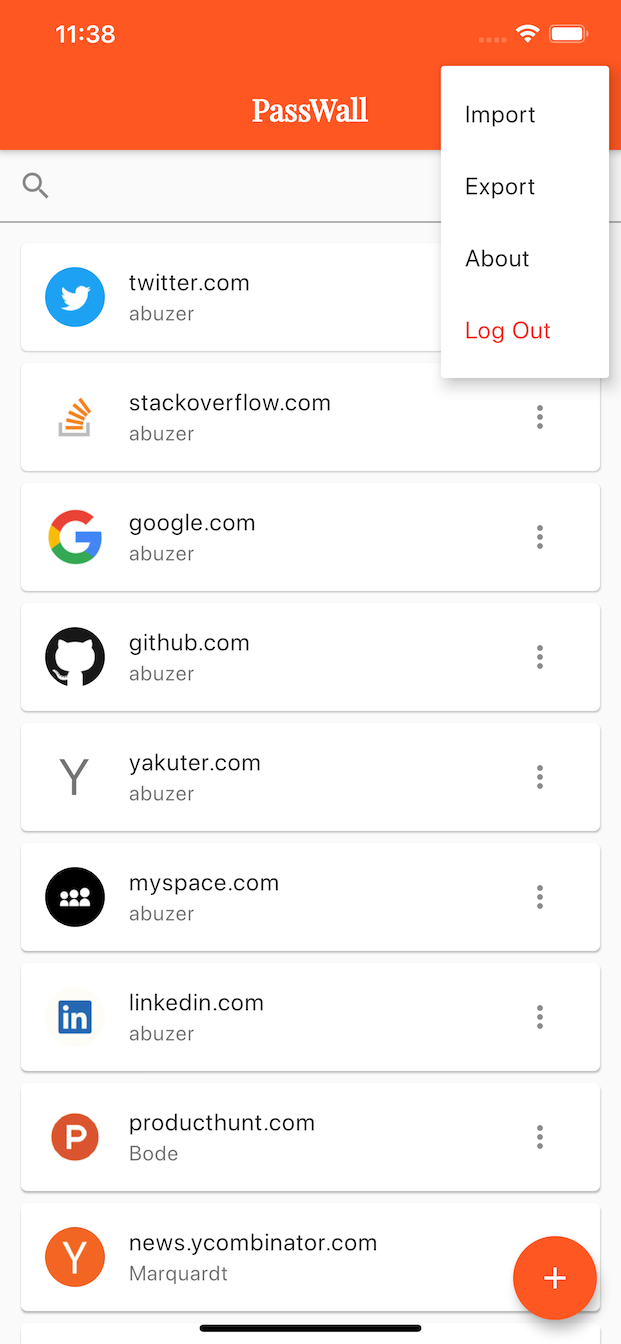 11:38
PassWall
Import
Export
About
Log Out
twitter.com
abuzer
stackoverflow.com
abuzer
google.com
abuzer
github.com
abuzer
Y
yakuter.com
abuzer
myspace.com
abuzer
in
linkedin.com
abuzer
P
producthunt.com
Bode
Y
news.ycombinator.com
Marquardt